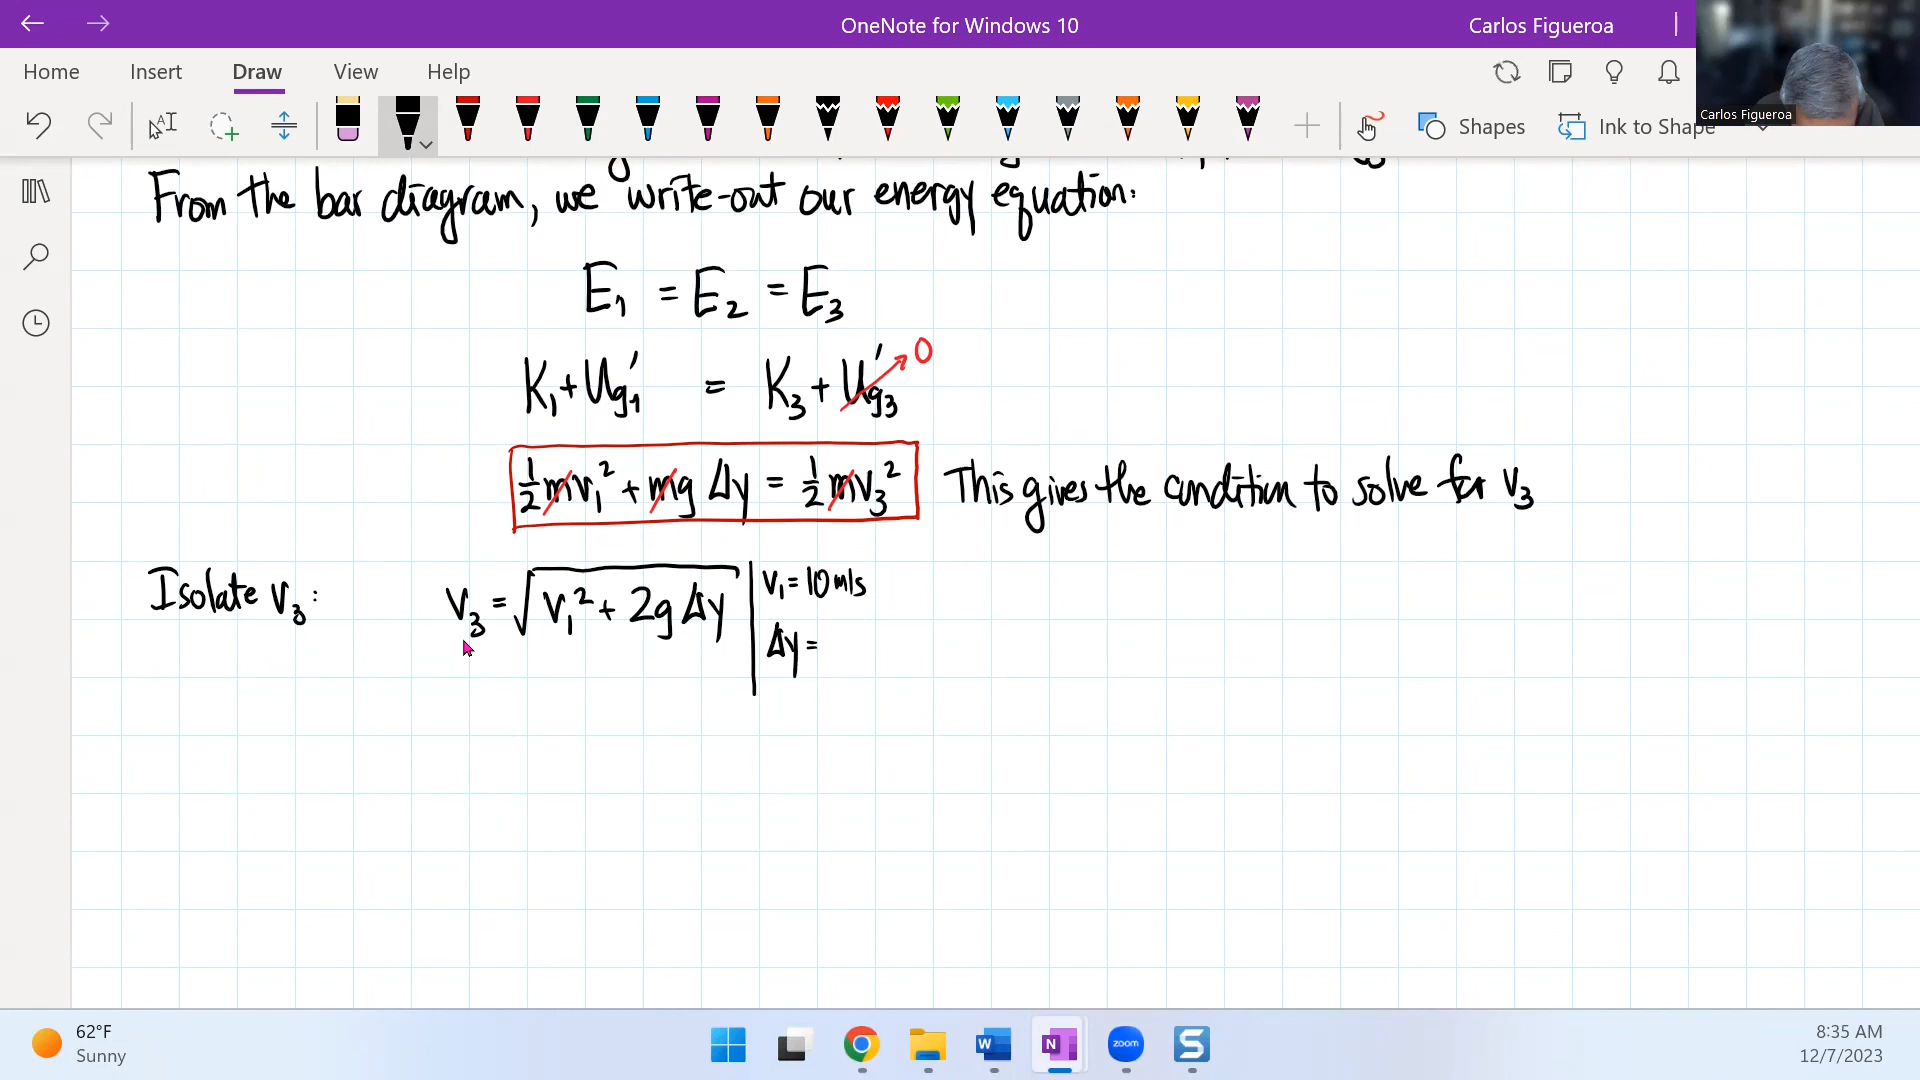 OneNote for Windows 10
Carlos Figueroa
Home Insert Draw View Help
Shapes Ink to Shape
Carlos Figueroa
From the bar diagram, we write-out our energy equation:
E₁ = E₂ = E₃
K₁ + Ug₁' = K₃ + Ug₃' 0
½mv₁² + mg Δy = ½mv₃² This gives the condition to solve for v₃
Isolate v₃: v₃ = √(v₁² + 2gΔy) | v₁ = 10 m/s
Δy =
62°F
Sunny
W
N
zoom
S
8:35 AM
12/7/2023